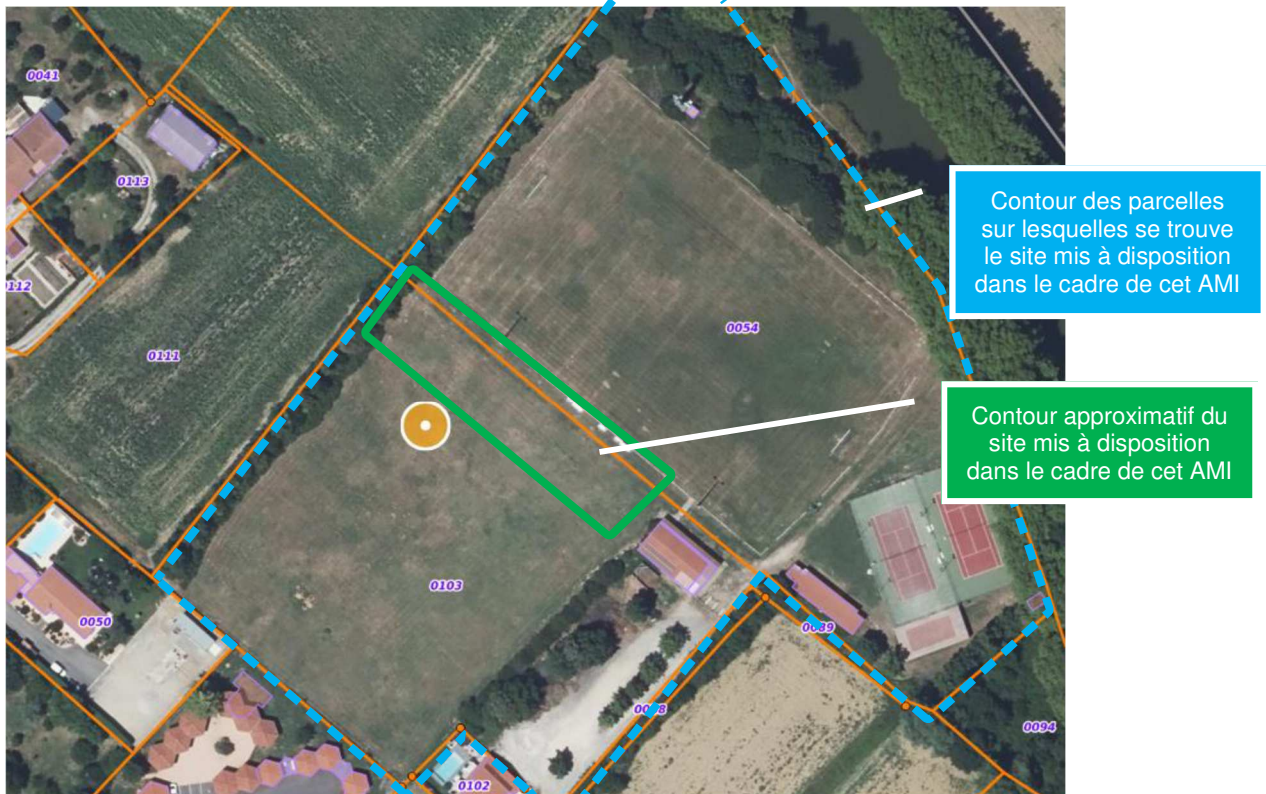 0041
0113
0112
0111
0054
0103
0050
0089
0098
0102
0094
Contour des parcelles
sur lesquelles se trouve
le site mis à disposition
dans le cadre de cet AMI
Contour approximatif du
site mis à disposition
dans le cadre de cet AMI